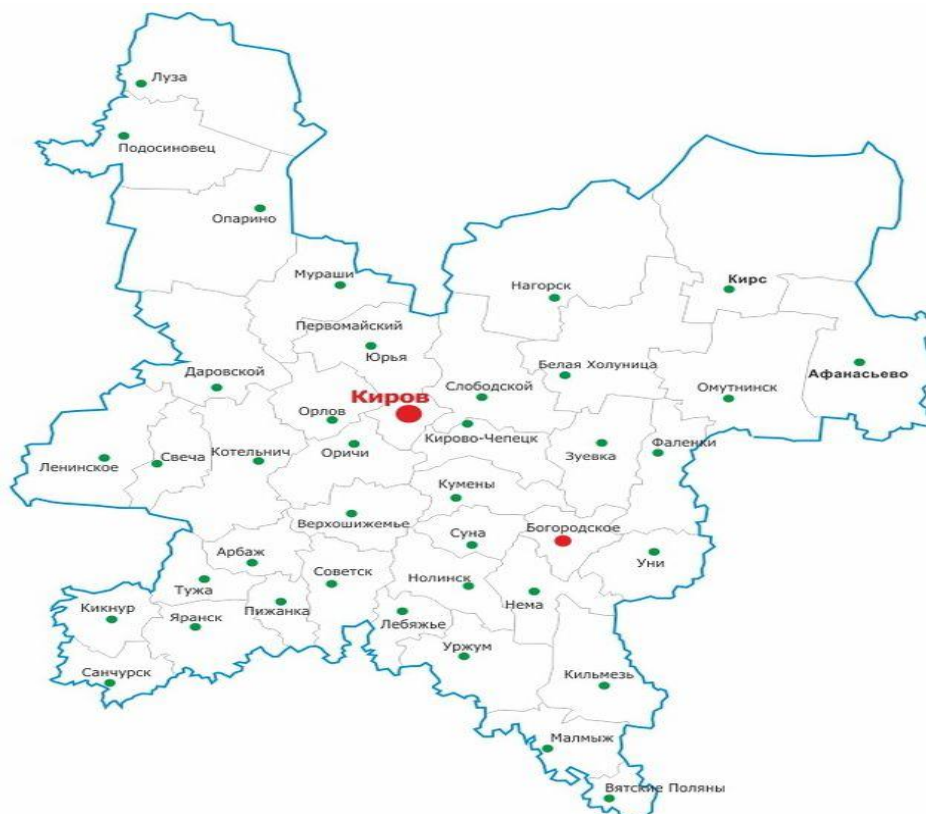 Луза
Подосиновец
Опарино
Мураши
Кирс
Нагорск
Первомайский
Юрья
Белая Холуница
Даровской
Афанасьево
Слободской
Омутнинск
Киров
Орлов
Кирово-Чепецк
Фаленки
Котельнич
Оричи
Зуевка
Свеча
Ленинское
Кумены
Верхошижемье
Богородское
Суна
Арбаж
Уни
Советск
Нолинск
Тужа
Нема
Кикнур
Пижанка
Яранск
Лебяжье
Уржум
Санчурск
Кильмезь
Малмыж
Вятские Поляны